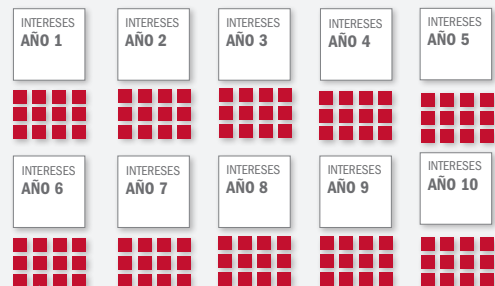 INTERESES
AÑO 1
INTERESES
AÑO 2
INTERESES
AÑO 3
INTERESES
AÑO 4
INTERESES
AÑO 5
INTERESES
AÑO 6
INTERESES
AÑO 7
INTERESES
AÑO 8
INTERESES
AÑO 9
INTERESES
AÑO 10